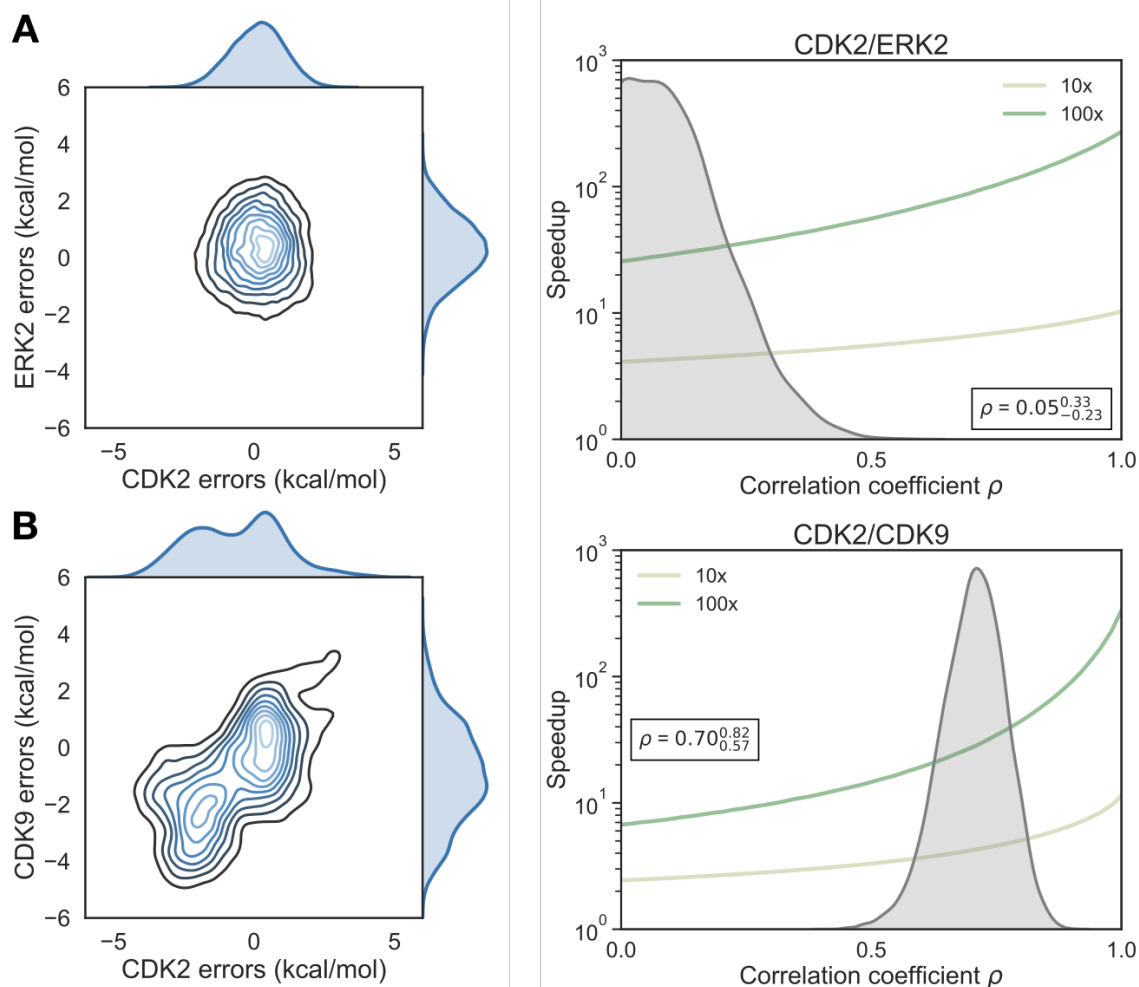 A
6
4
2
0
−2
−4
−6
ERK2 errors (kcal/mol)
−5 0 5
CDK2 errors (kcal/mol)
CDK2/ERK2
10x
100x
10³
10²
10¹
10⁰
Speedup
ρ = 0.05 0.33 −0.23
0.0 0.5 1.0
Correlation coefficient ρ
B
6
4
2
0
−2
−4
−6
CDK9 errors (kcal/mol)
−5 0 5
CDK2 errors (kcal/mol)
CDK2/CDK9
10x
100x
10³
10²
10¹
10⁰
Speedup
ρ = 0.70 0.82 0.57
0.0 0.5 1.0
Correlation coefficient ρ